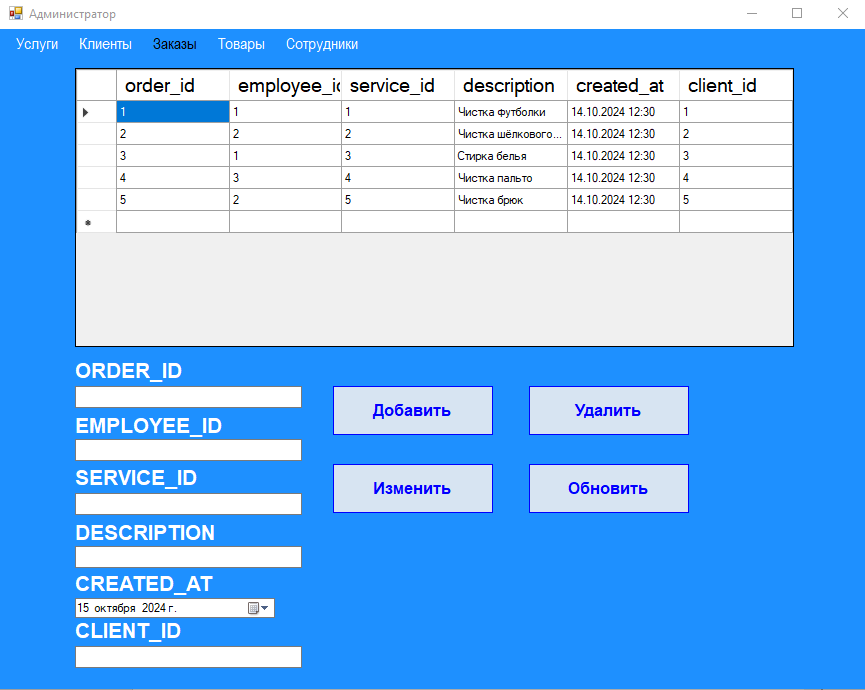 Администратор
Услуги Клиенты Заказы Товары Сотрудники
order_id employee_id service_id description created_at client_id
1 1 1 Чистка футболки 14.10.2024 12:30 1
2 2 2 Чистка шёлкового... 14.10.2024 12:30 2
3 1 3 Стирка белья 14.10.2024 12:30 3
4 3 4 Чистка пальто 14.10.2024 12:30 4
5 2 5 Чистка брюк 14.10.2024 12:30 5
ORDER_ID
Добавить Удалить
EMPLOYEE_ID
SERVICE_ID
Изменить Обновить
DESCRIPTION
CREATED_AT
15 октября 2024 г.
CLIENT_ID